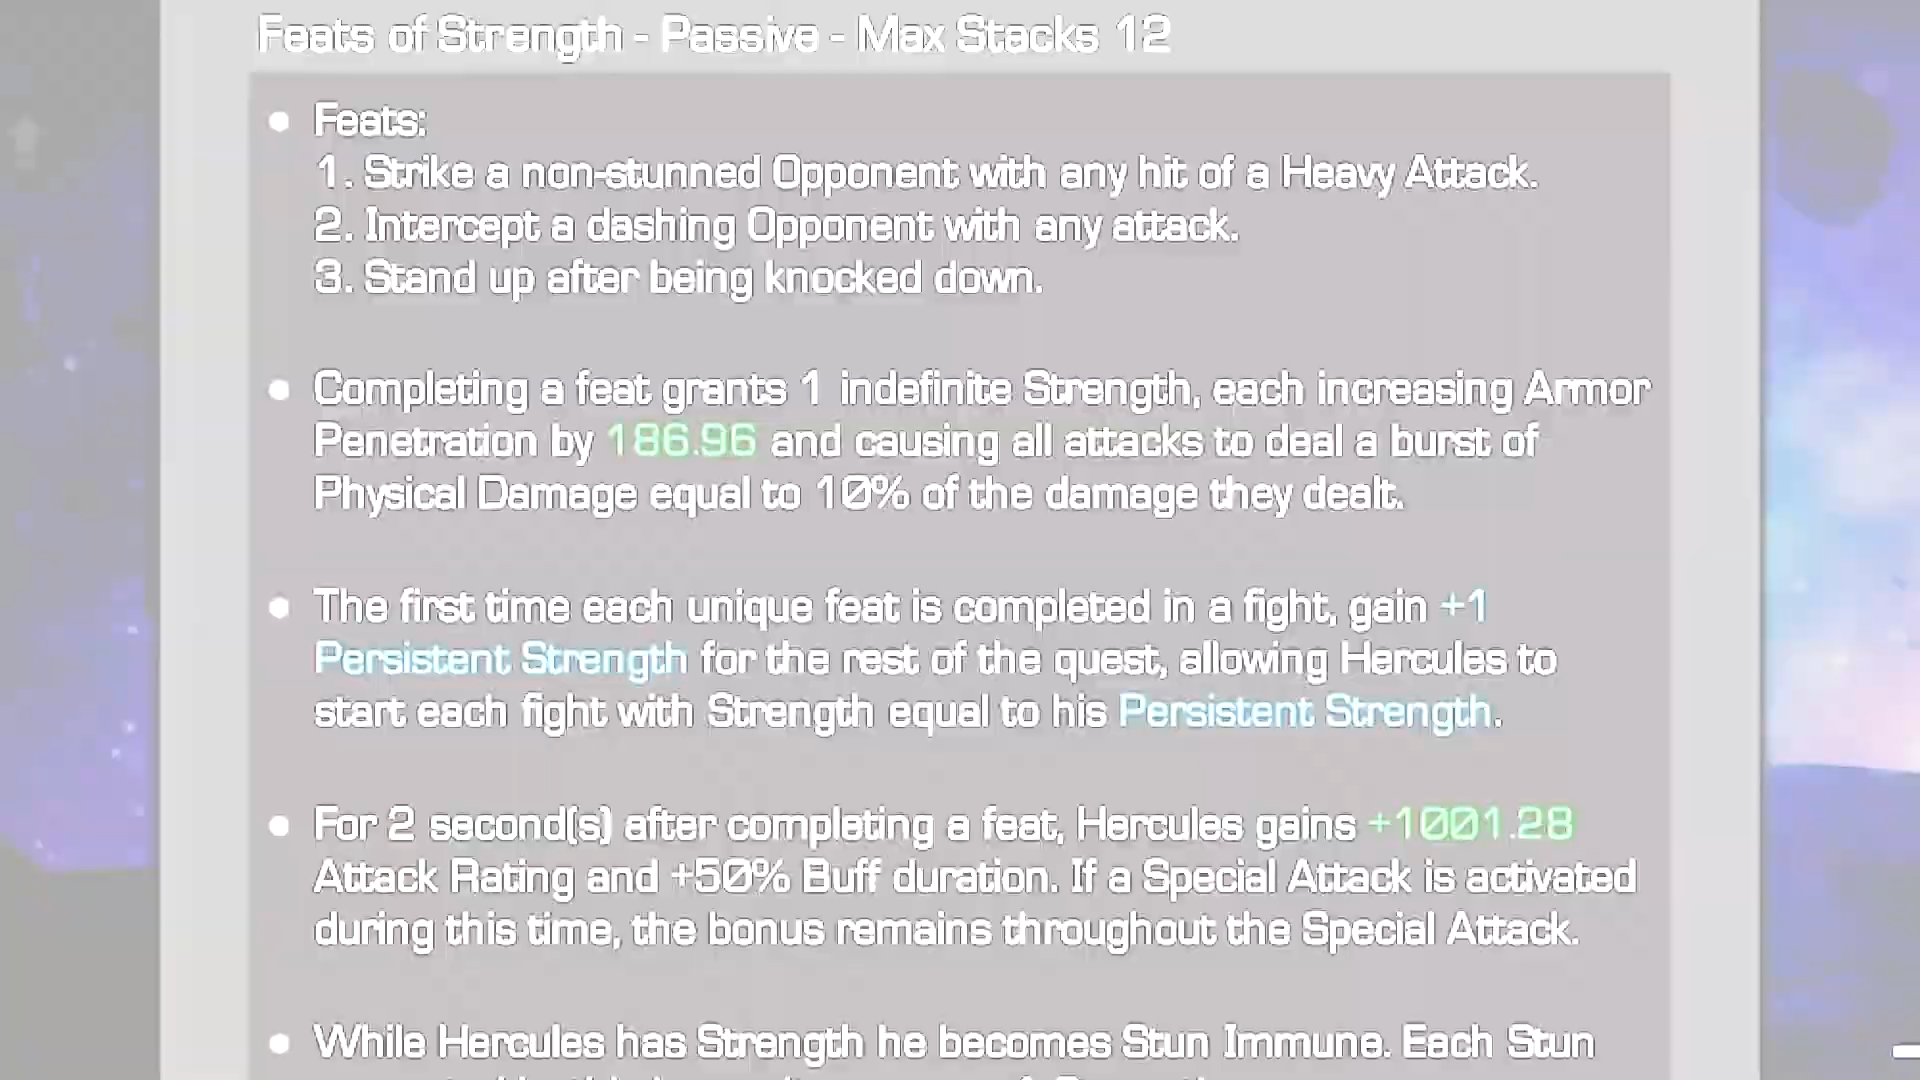 Feats of Strength - Passive - Max Stacks 12
• Feats:
1. Strike a non-stunned Opponent with any hit of a Heavy Attack.
2. Intercept a dashing Opponent with any attack.
3. Stand up after being knocked down.
• Completing a feat grants 1 indefinite Strength, each increasing Armor
Penetration by 186.96 and causing all attacks to deal a burst of
Physical Damage equal to 10% of the damage they dealt.
• The first time each unique feat is completed in a fight, gain +1
Persistent Strength for the rest of the quest, allowing Hercules to
start each fight with Strength equal to his Persistent Strength.
• For 2 second(s) after completing a feat, Hercules gains +1001.28
Attack Rating and +50% Buff duration. If a Special Attack is activated
during this time, the bonus remains throughout the Special Attack.
• While Hercules has Strength he becomes Stun Immune. Each Stun